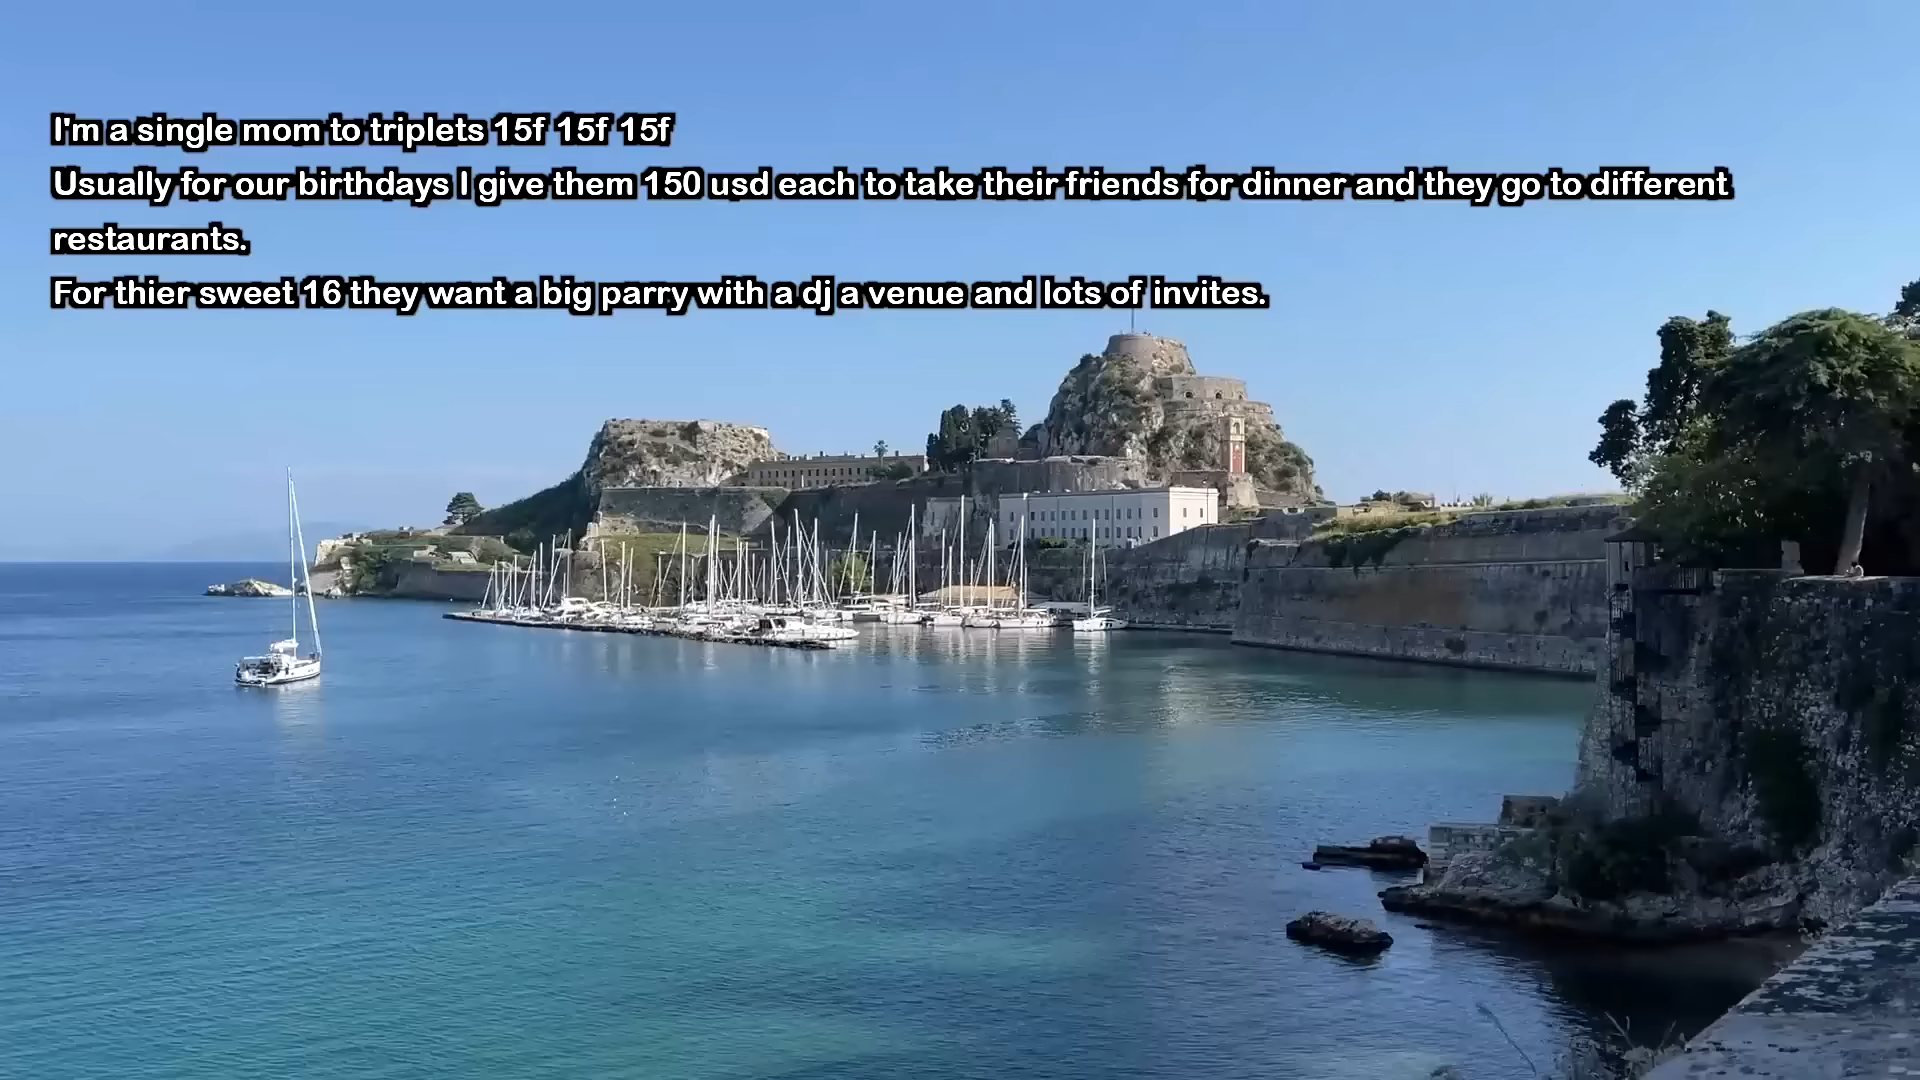 I'm a single mom to triplets 15f 15f 15f
Usually for our birthdays I give them 150 usd each to take their friends for dinner and they go to different
restaurants.
For thier sweet 16 they want a big parry with a dj a venue and lots of invites.